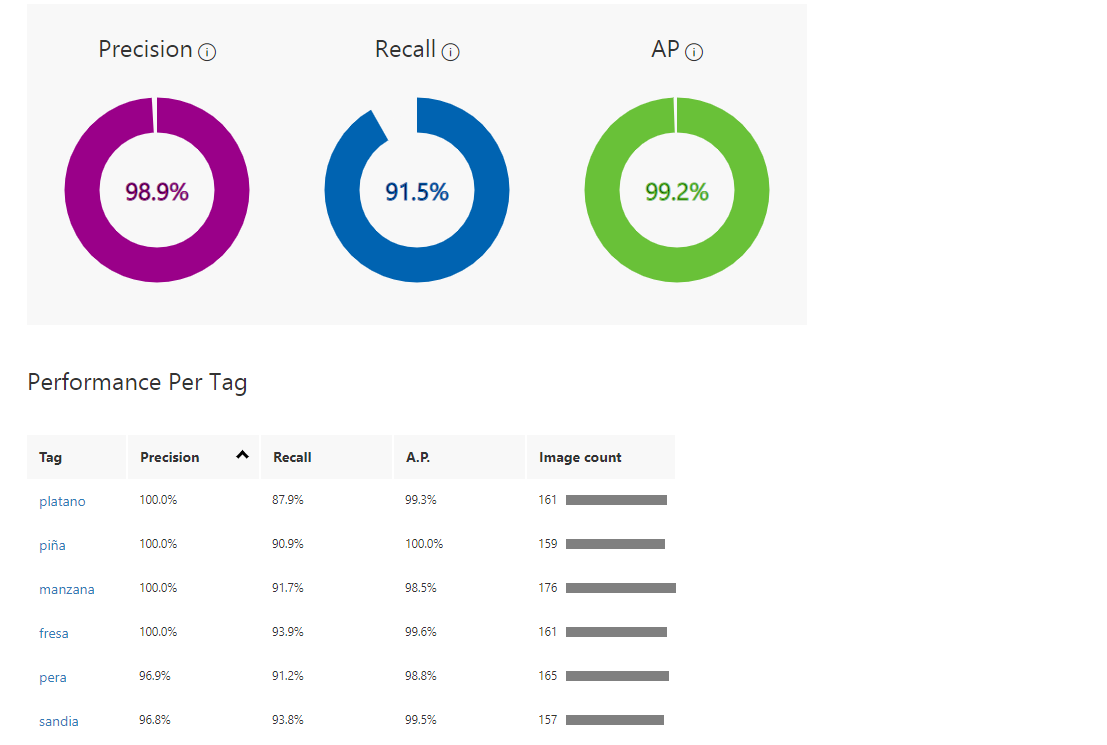 Precision Recall AP
98.9% 91.5% 99.2%
Performance Per Tag
Tag Precision Recall A.P. Image count
platano 100.0% 87.9% 99.3% 161
piña 100.0% 90.9% 100.0% 159
manzana 100.0% 91.7% 98.5% 176
fresa 100.0% 93.9% 99.6% 161
pera 96.9% 91.2% 98.8% 165
sandia 96.8% 93.8% 99.5% 157